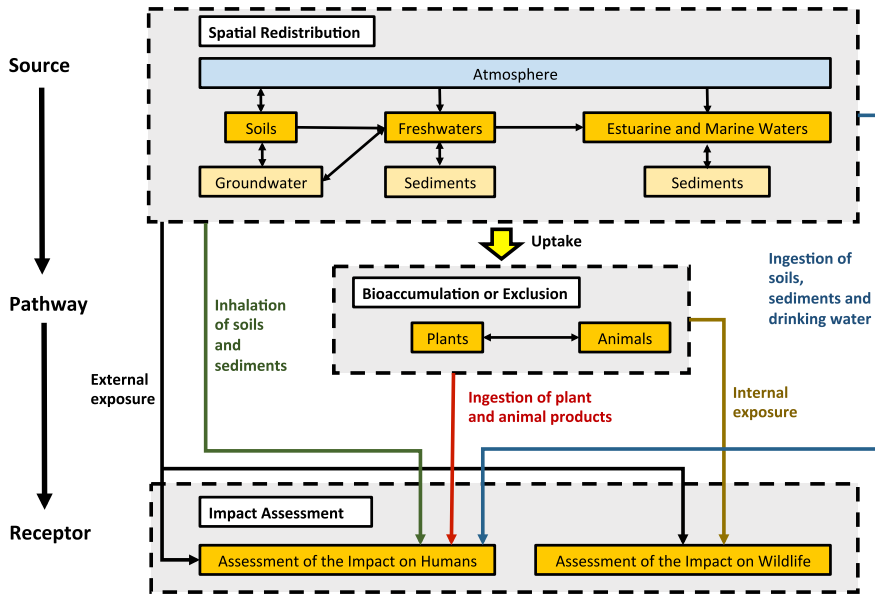 Source
Spatial Redistribution
Atmosphere
Soils
Freshwaters
Estuarine and Marine Waters
Groundwater
Sediments
Sediments
Uptake
Pathway
Bioaccumulation or Exclusion
Plants
Animals
Ingestion of
soils,
sediments and
drinking water
Inhalation
of soils
and
sediments
External
exposure
Ingestion of plant
and animal products
Internal
exposure
Receptor
Impact Assessment
Assessment of the Impact on Humans
Assessment of the Impact on Wildlife